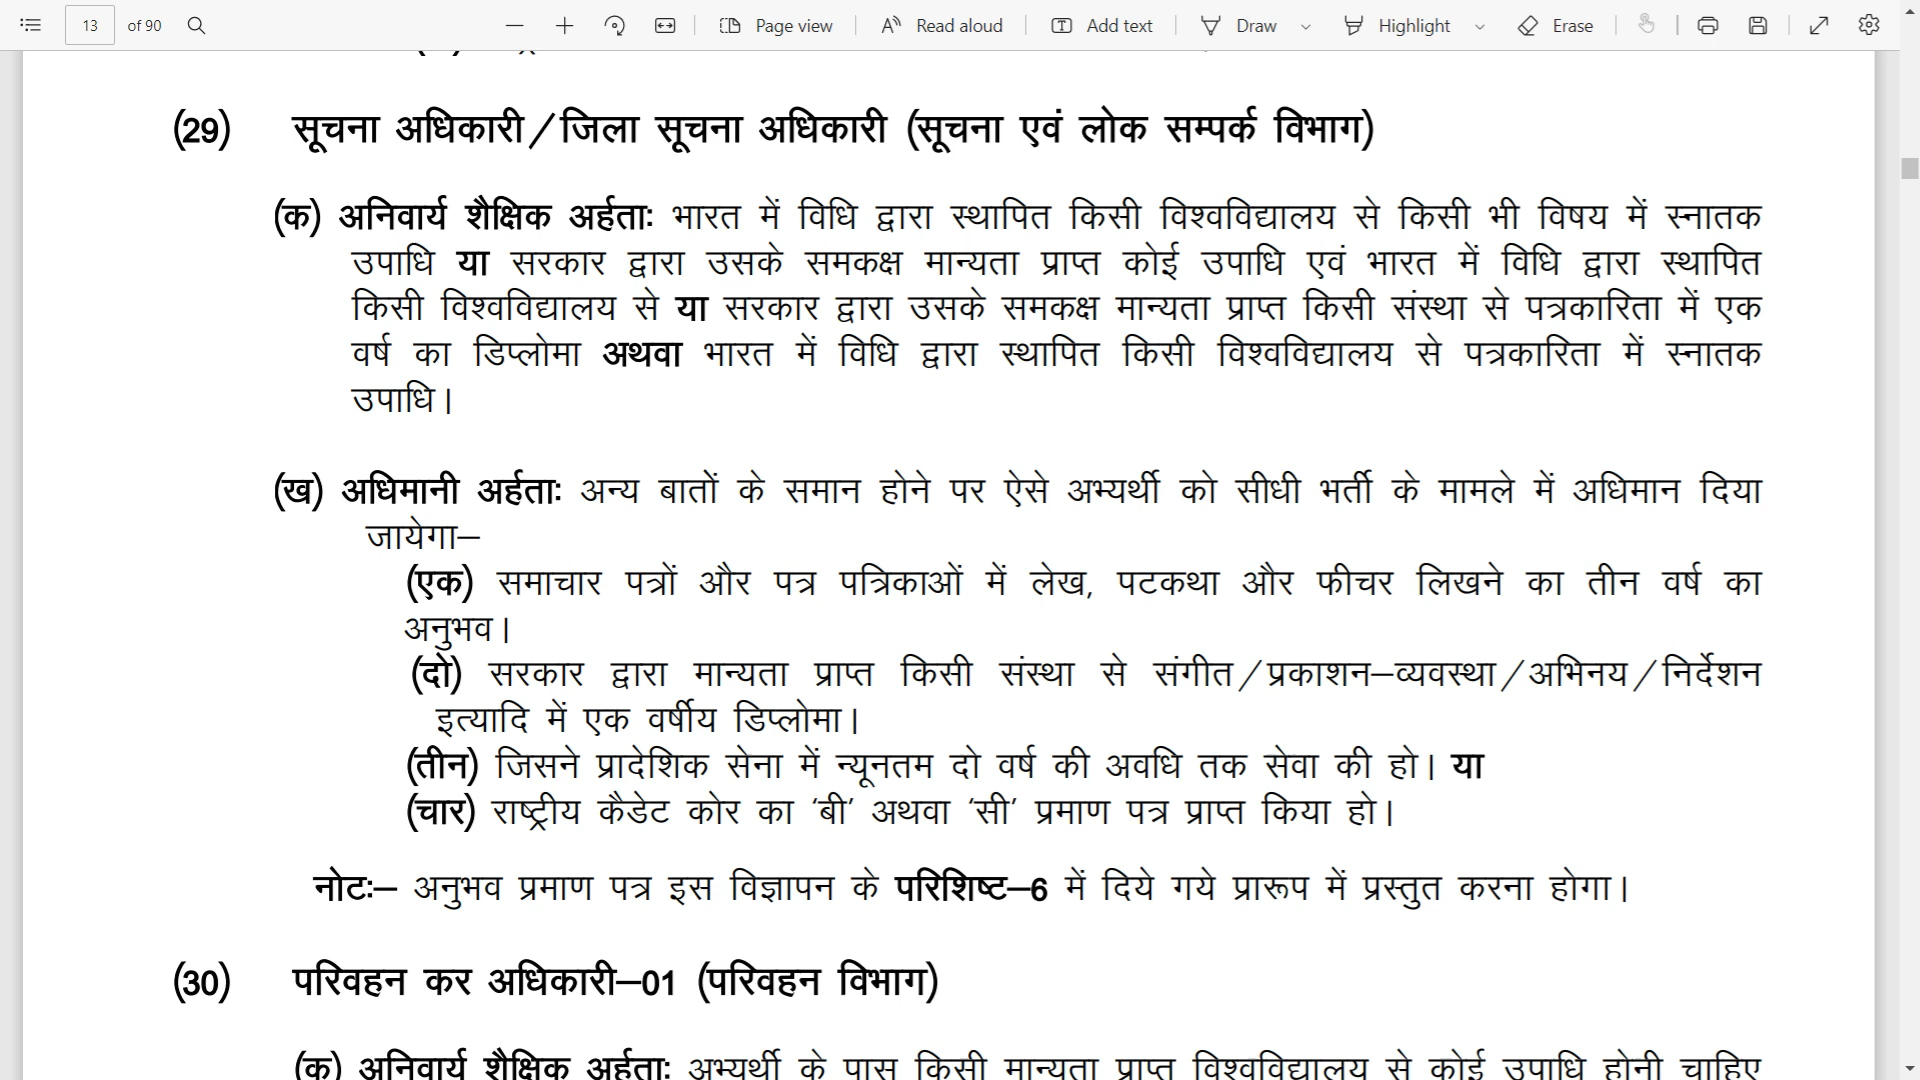 13 of 90 Page view Read aloud Add text Draw Highlight Erase
(29) सूचना अधिकारी/जिला सूचना अधिकारी (सूचना एवं लोक सम्पर्क विभाग)
(क) अनिवार्य शैक्षिक अर्हताः भारत में विधि द्वारा स्थापित किसी विश्वविद्यालय से किसी भी विषय में स्नातक
उपाधि या सरकार द्वारा उसके समकक्ष मान्यता प्राप्त कोई उपाधि एवं भारत में विधि द्वारा स्थापित
किसी विश्वविद्यालय से या सरकार द्वारा उसके समकक्ष मान्यता प्राप्त किसी संस्था से पत्रकारिता में एक
वर्ष का डिप्लोमा अथवा भारत में विधि द्वारा स्थापित किसी विश्वविद्यालय से पत्रकारिता में स्नातक
उपाधि।
(ख) अधिमानी अर्हताः अन्य बातों के समान होने पर ऐसे अभ्यर्थी को सीधी भर्ती के मामले में अधिमान दिया
जायेगा–
(एक) समाचार पत्रों और पत्र पत्रिकाओं में लेख, पटकथा और फीचर लिखने का तीन वर्ष का
अनुभव।
(दो) सरकार द्वारा मान्यता प्राप्त किसी संस्था से संगीत/प्रकाशन–व्यवस्था/अभिनय/निर्देशन
इत्यादि में एक वर्षीय डिप्लोमा।
(तीन) जिसने प्रादेशिक सेना में न्यूनतम दो वर्ष की अवधि तक सेवा की हो। या
(चार) राष्ट्रीय कैडेट कोर का ‘बी’ अथवा ‘सी’ प्रमाण पत्र प्राप्त किया हो।
नोटः– अनुभव प्रमाण पत्र इस विज्ञापन के परिशिष्ट–6 में दिये गये प्रारूप में प्रस्तुत करना होगा।
(30) परिवहन कर अधिकारी–01 (परिवहन विभाग)
(क) अनिवार्य शैक्षिक अर्हताः अभ्यर्थी के पास किसी मान्यता प्राप्त विश्वविद्यालय से कोई उपाधि होनी चाहिए